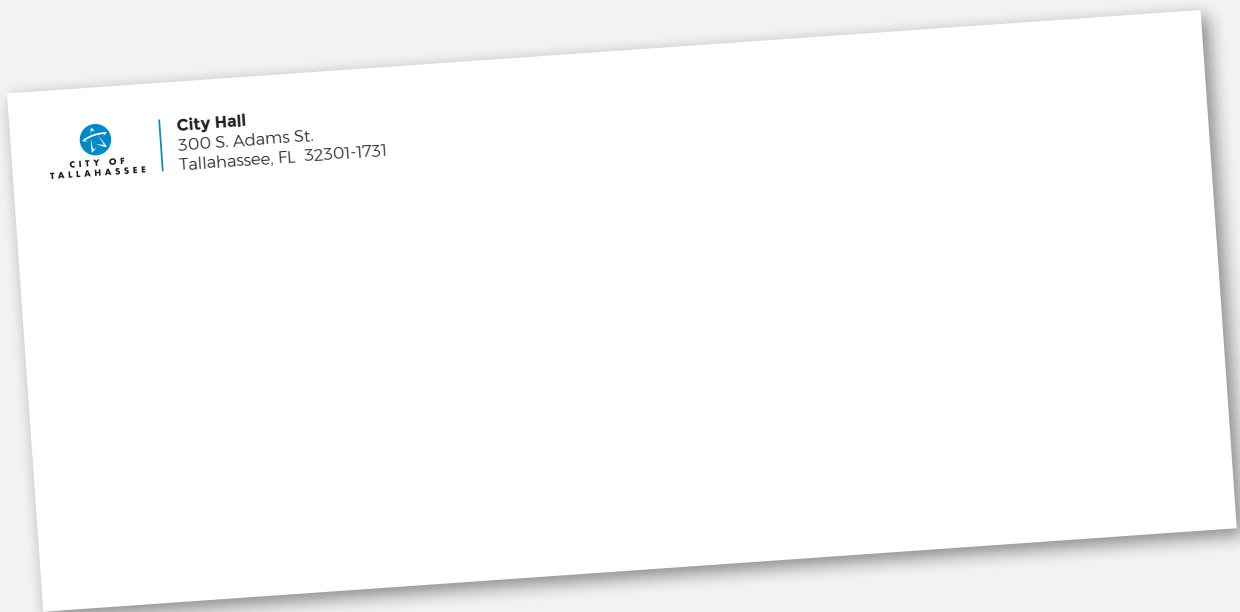 CITY OF
TALLAHASSEE
City Hall
300 S. Adams St.
Tallahassee, FL  32301-1731